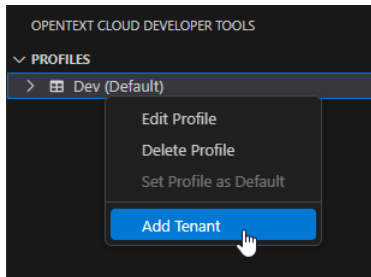 OPENTEXT CLOUD DEVELOPER TOOLS
PROFILES
Dev (Default)
Edit Profile
Delete Profile
Set Profile as Default
Add Tenant